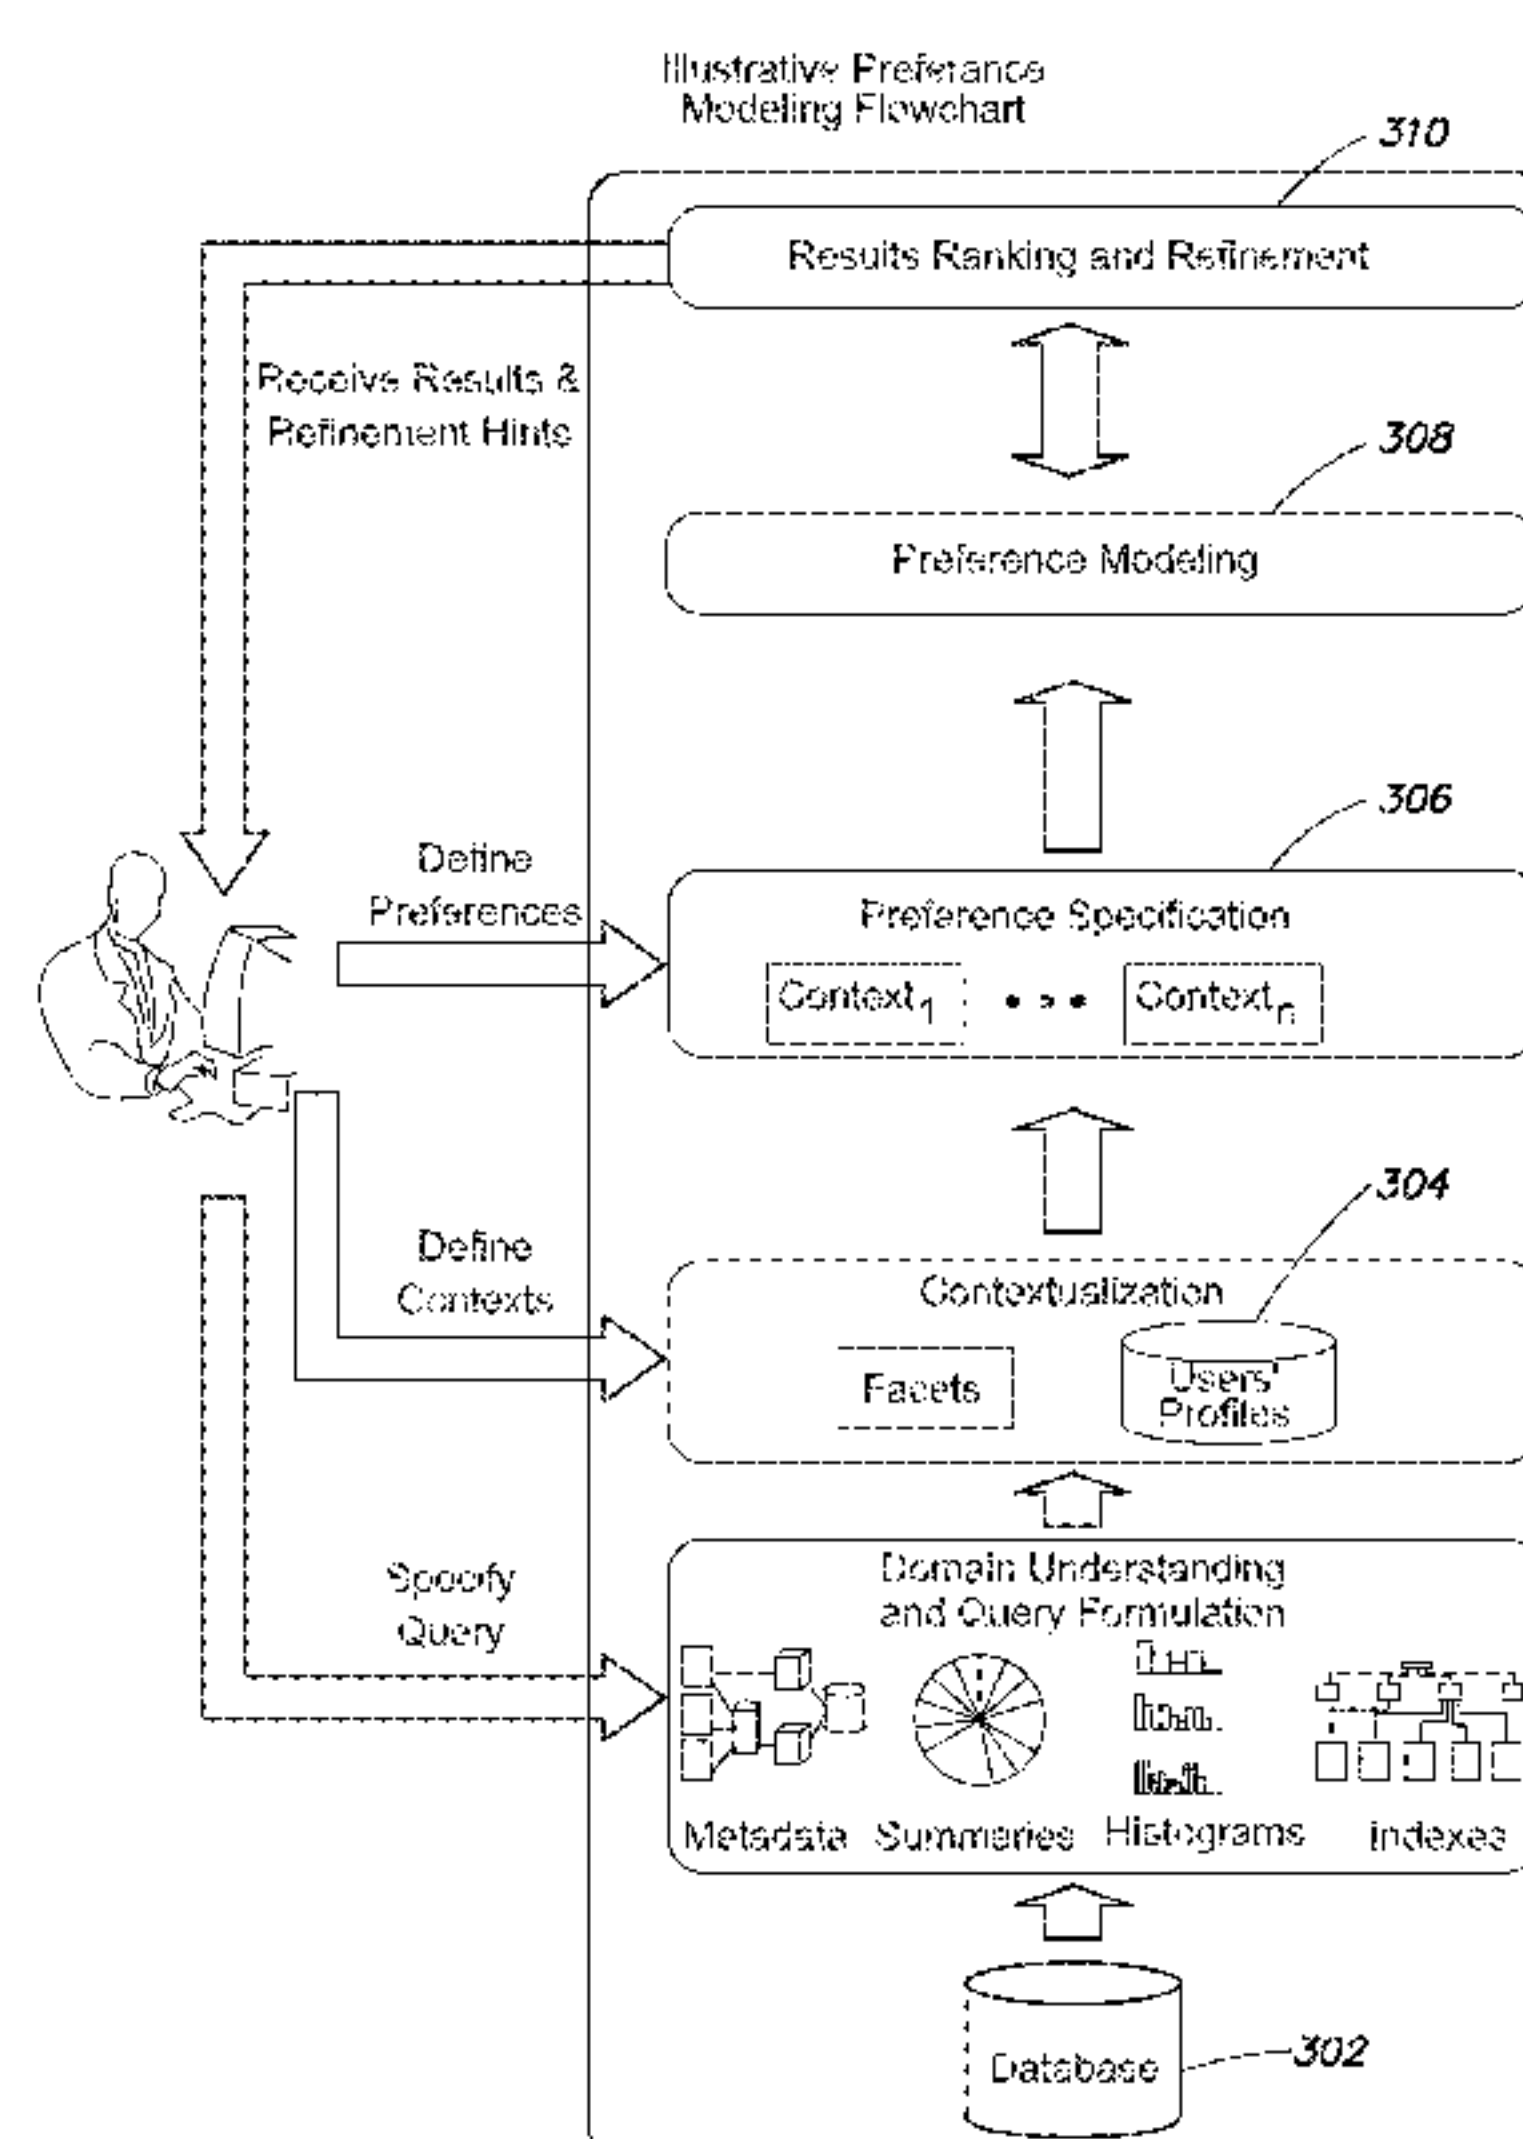 Illustrative Preferance
Modeling Flowchart
310
Results Ranking and Refinement
Receive Results &
Refinement Hints
308
Preference Modeling
306
Define
Preferences
Preference Specification
Context1 ••• Contextn
304
Define
Contexts
Contextualization
Facets
Users'
Profiles
Specify
Query
Domain Understanding
and Query Formulation
Metadata Summaries Histograms Indexes
Database
302